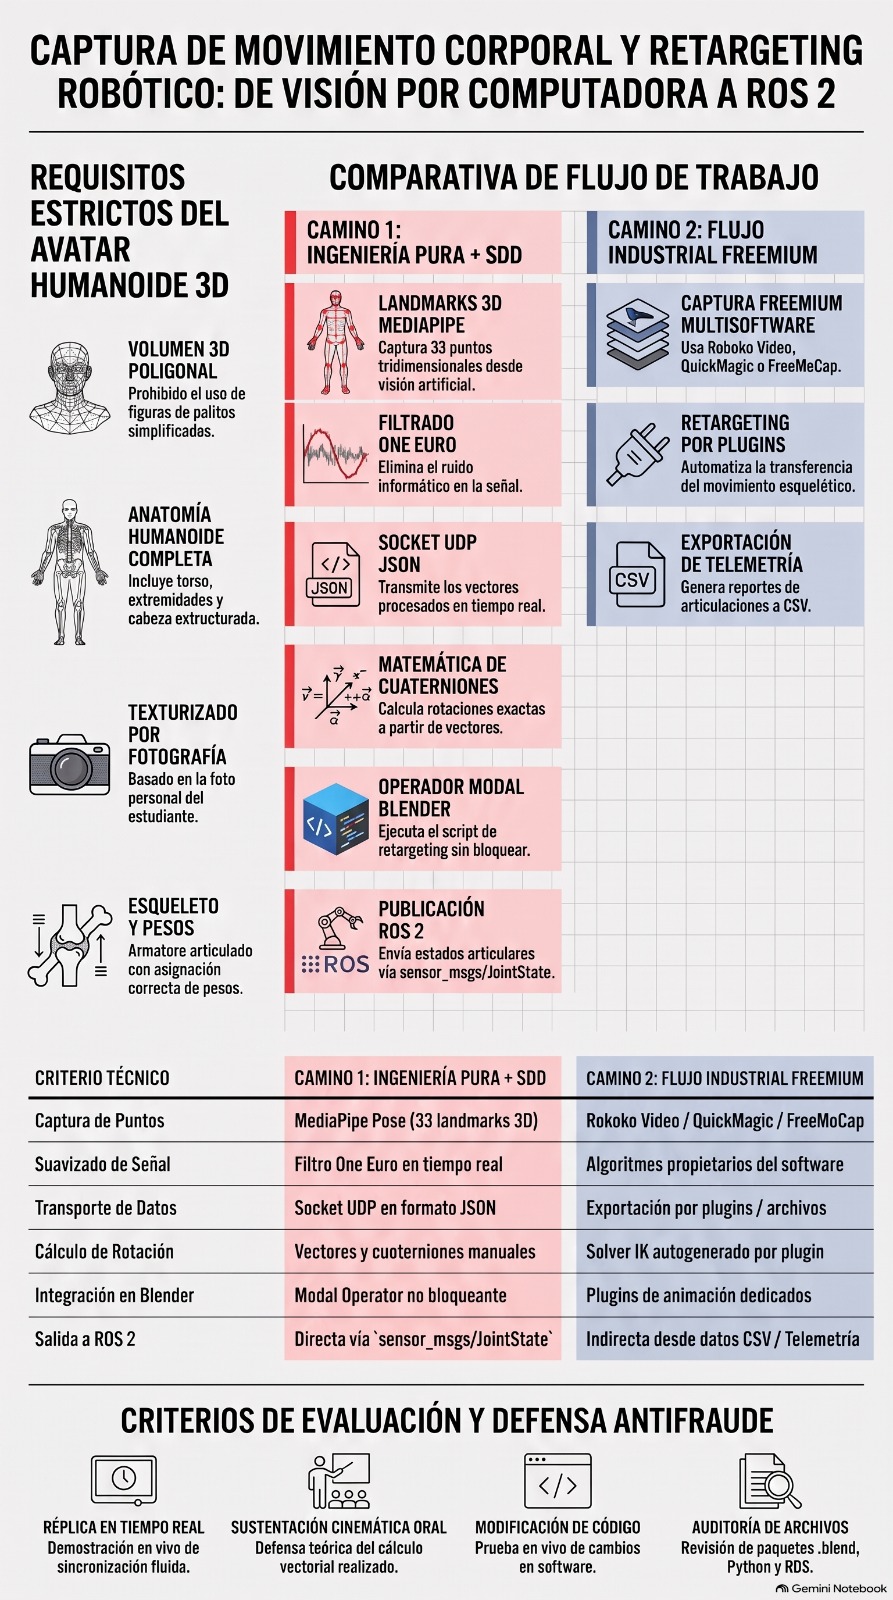 CAPTURA DE MOVIMIENTO CORPORAL Y RETARGETING
ROBÓTICO: DE VISIÓN POR COMPUTADORA A ROS 2
REQUISITOS
ESTRICTOS DEL
AVATAR
HUMANOIDE 3D
VOLUMEN 3D
POLIGONAL
Prohibido el uso de
figuras de palitos
simplificadas.
ANATOMÍA
HUMANOIDE
COMPLETA
Incluye torso,
extremidades y
cabeza estructurada.
TEXTURIZADO
POR
FOTOGRAFÍA
Basado en la foto
personal del
estudiante.
ESQUELETO
Y PESOS
Armatore articulado
con asignación
correcta de pesos.
COMPARATIVA DE FLUJO DE TRABAJO
CAMINO 1:
INGENIERÍA PURA + SDD
LANDMARKS 3D
MEDIAPIPE
Captura 33 puntos
tridimensionales desde
visión artificial.
FILTRADO
ONE EURO
Elimina el ruido
informático en la señal.
</>
JSON
SOCKET UDP
JSON
Transmite los vectores
procesados en tiempo real.
MATEMÁTICA DE
CUATERNIONES
Calcula rotaciones exactas
a partir de vectores.
</>
OPERADOR MODAL
BLENDER
Ejecuta el script de
retargeting sin bloquear.
ROS
PUBLICACIÓN
ROS 2
Envía estados articulares
vía sensor_msgs/JointState.
CAMINO 2: FLUJO
INDUSTRIAL FREEMIUM
CAPTURA FREEMIUM
MULTISOFTWARE
Usa Roboko Video,
QuickMagic o FreeMeCap.
RETARGETING
POR PLUGINS
Automatiza la transferencia
del movimiento esquelético.
CSV
EXPORTACIÓN
DE TELEMETRÍA
Genera reportes de
articulaciones a CSV.
CRITERIO TÉCNICO CAMINO 1: INGENIERÍA PURA + SDD CAMINO 2: FLUJO INDUSTRIAL FREEMIUM
Captura de Puntos MediaPipe Pose (33 landmarks 3D) Rokoko Video / QuickMagic / FreeMoCap
Suavizado de Señal Filtro One Euro en tiempo real Algoritmes propietarios del software
Transporte de Datos Socket UDP en formato JSON Exportación por plugins / archivos
Cálculo de Rotación Vectores y cuoterniones manuales Solver IK autogenerado por plugin
Integración en Blender Modal Operator no bloqueante Plugins de animación dedicados
Salida a ROS 2 Directa vía `sensor_msgs/JointState` Indirecta desde datos CSV / Telemetría
CRITERIOS DE EVALUACIÓN Y DEFENSA ANTIFRAUDE
RÉPLICA EN TIEMPO REAL
Demostración en vivo de
sincronización fluida.
SUSTENTACIÓN CINEMÁTICA ORAL
Defensa teórica del cálculo
vectorial realizado.
</>
MODIFICACIÓN DE CÓDIGO
Prueba en vivo de cambios
en software.
AUDITORÍA DE ARCHIVOS
Revisión de paquetes .blend,
Python y RDS.
Gemini Notebook